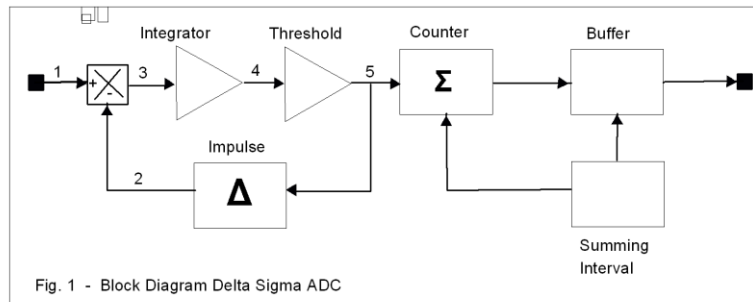 Integrator
Threshold
Counter
Buffer
1
+
-
3
4
5
Σ
Impulse
2
Δ
Summing
Interval
Fig. 1 - Block Diagram Delta Sigma ADC